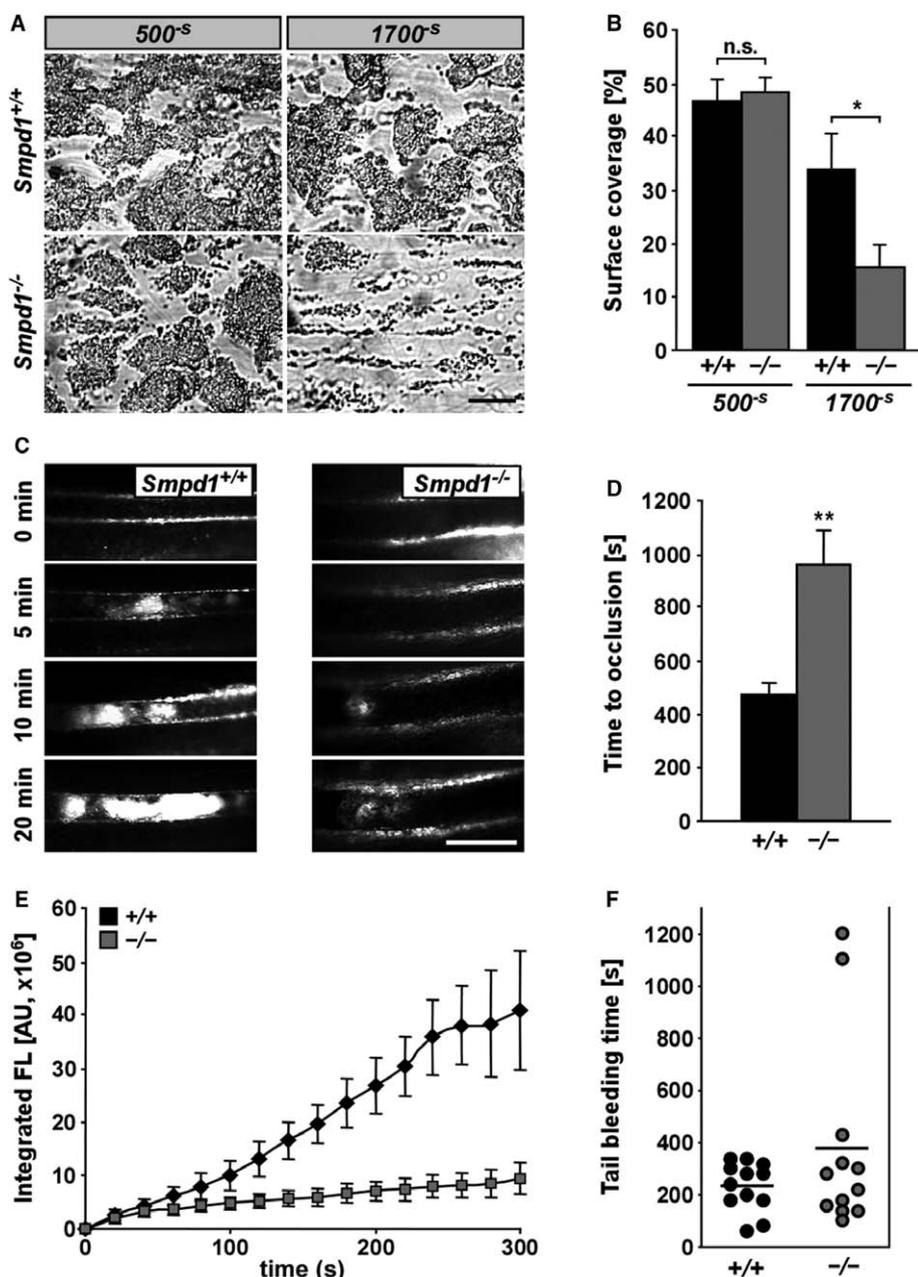 A
500-s 1700-s
Smpd1+/+
Smpd1-/-
B
Surface coverage [%]
60
50
40
30
20
10
0
n.s.
*
+/+ −/− +/+ −/−
500-s 1700-s
C
Smpd1+/+ Smpd1-/-
0 min
5 min
10 min
20 min
D
Time to occlusion [s]
1200
1000
800
600
400
200
0
**
+/+ −/−
E
Integrated FL [AU, x10⁶]
60
50
40
30
20
10
0
+/+
−/−
0 100 200 300
time (s)
F
Tail bleeding time [s]
1200
1000
800
600
400
200
0
+/+ −/−